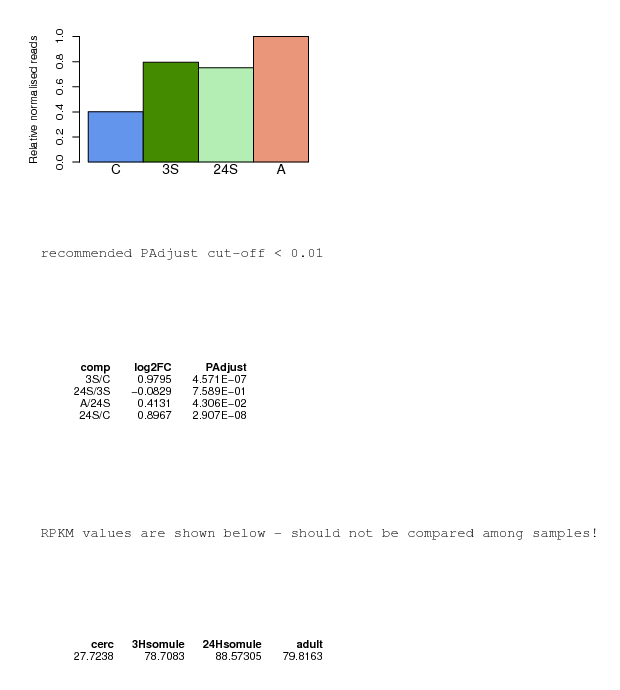 Relative normalised reads
1.0
0.8
0.6
0.4
0.2
0.0
C 3S 24S A
recommended PAdjust cut-off < 0.01
comp log2FC PAdjust
3S/C 0.9795 4.571E−07
24S/3S −0.0829 7.589E−01
A/24S 0.4131 4.306E−02
24S/C 0.8967 2.907E−08
RPKM values are shown below - should not be compared among samples!
cerc 3Hsomule 24Hsomule adult
27.7238 78.7083 88.57305 79.8163